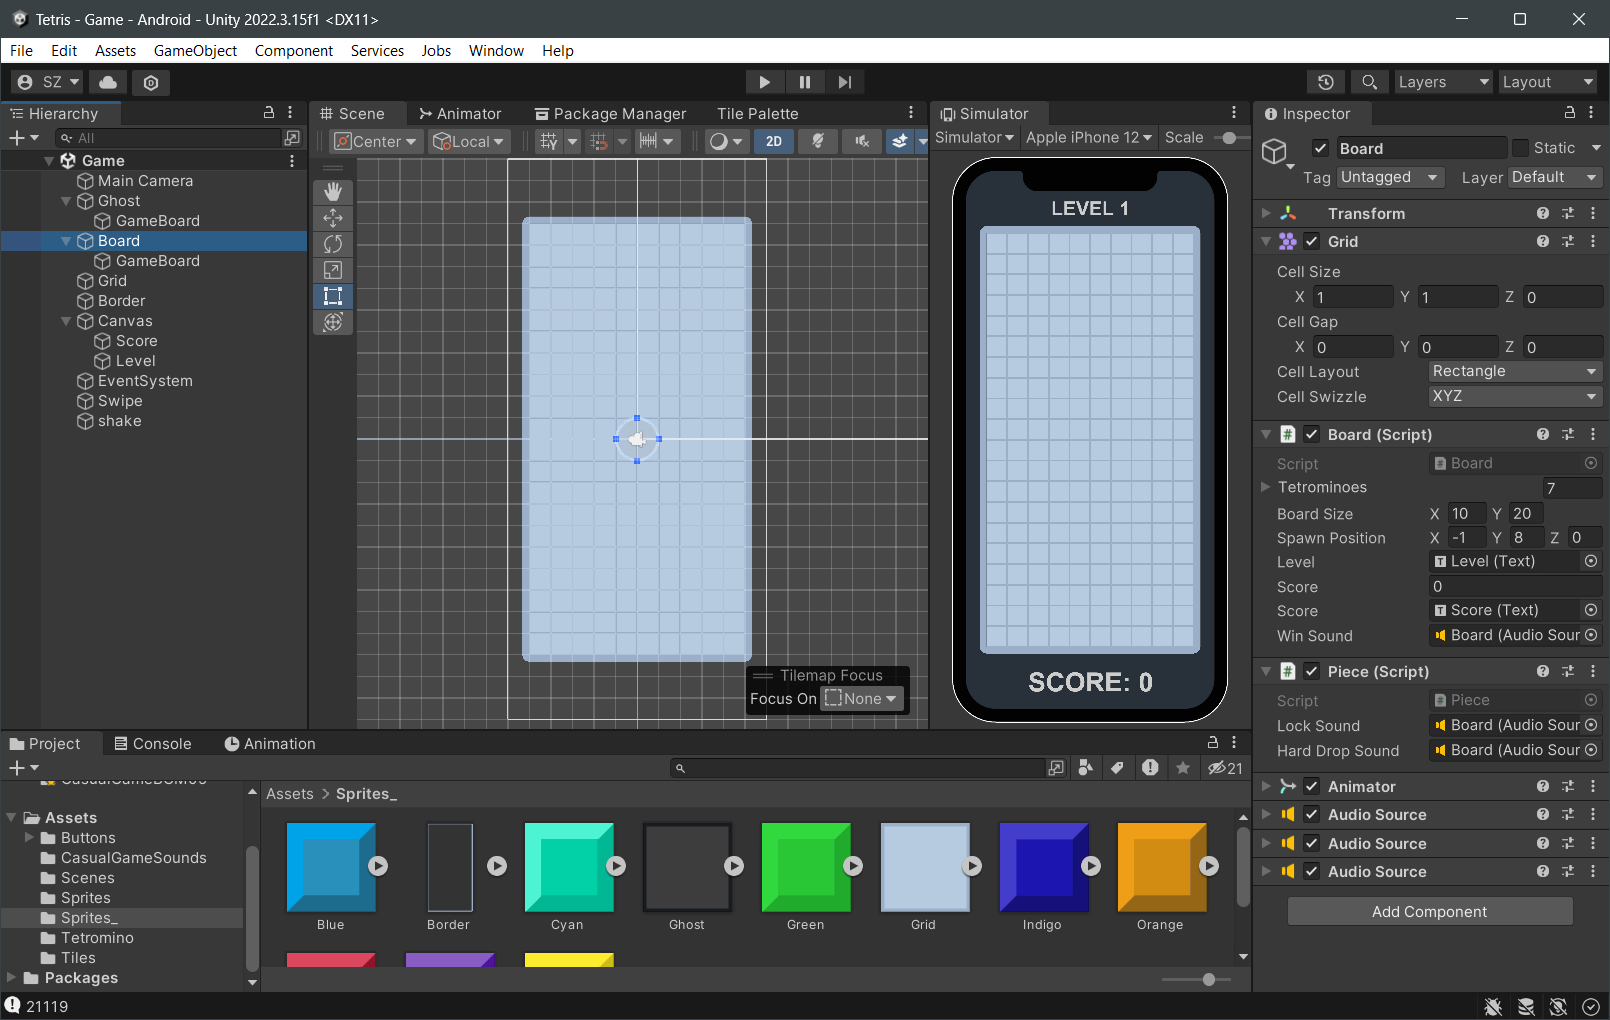 Tetris - Game - Android - Unity 2022.3.15f1 <DX11>
File Edit Assets GameObject Component Services Jobs Window Help
SZ
Layers
Layout
Hierarchy
All
Game
Main Camera
Ghost
GameBoard
Board
GameBoard
Grid
Border
Canvas
Score
Level
EventSystem
Swipe
shake
Scene Animator Package Manager Tile Palette
Center Local 2D
Tilemap Focus
Focus On None
Simulator
Simulator Apple iPhone 12 Scale
LEVEL 1
SCORE: 0
Inspector
Board Static
Tag Untagged Layer Default
Transform
Grid
Cell Size
X 1 Y 1 Z 0
Cell Gap
X 0 Y 0 Z 0
Cell Layout Rectangle
Cell Swizzle XYZ
# Board (Script)
Script # Board
Tetrominoes 7
Board Size X 10 Y 20
Spawn Position X -1 Y 8 Z 0
Level T Level (Text)
Score 0
Score T Score (Text)
Win Sound Board (Audio Sour
# Piece (Script)
Script # Piece
Lock Sound Board (Audio Sour
Hard Drop Sound Board (Audio Sour
Animator
Audio Source
Audio Source
Audio Source
Add Component
Project Console Animation
21
Assets
Buttons
CasualGameSounds
Scenes
Sprites
Sprites_
Tetromino
Tiles
Packages
Assets > Sprites_
Blue Border Cyan Ghost Green Grid Indigo Orange
21119